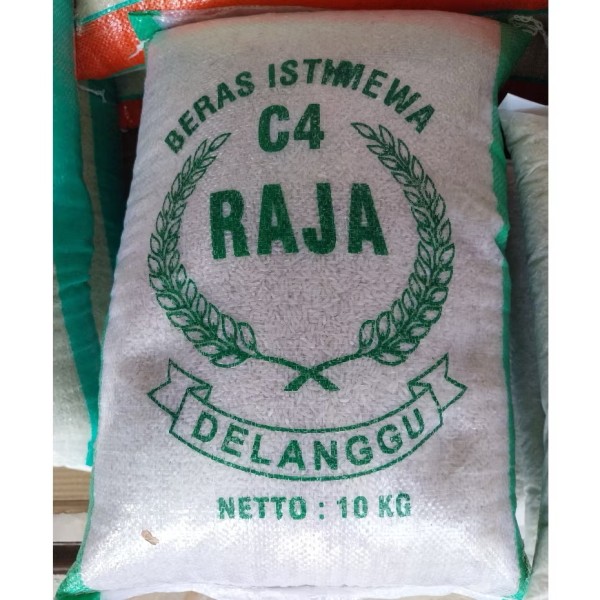 BERAS ISTIMEWA
C4
RAJA
DELANGGU
NETTO : 10 KG